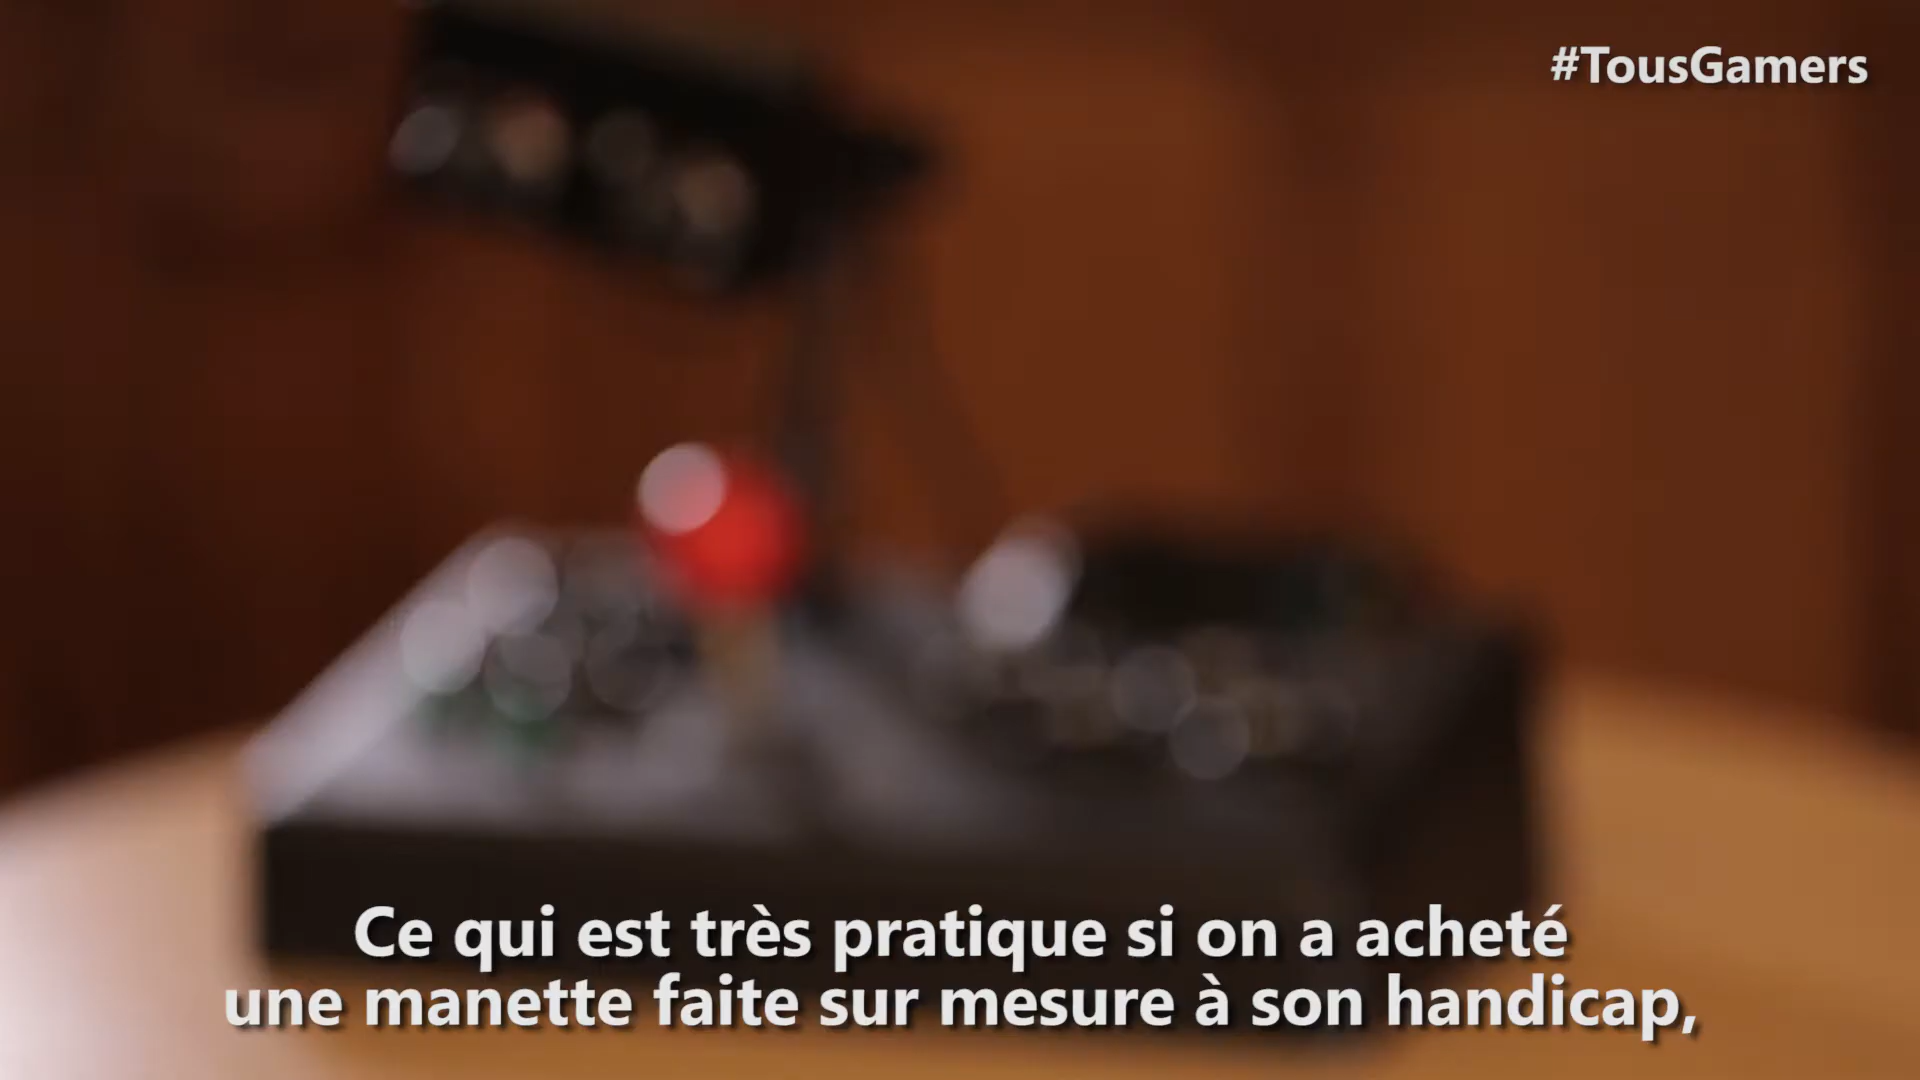 #TousGamers
Ce qui est très pratique si on a acheté
une manette faite sur mesure à son handicap,